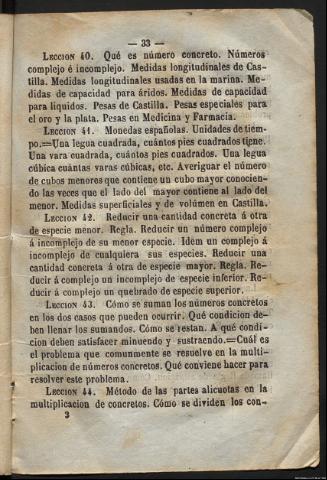 — 33 —
LECCION 40. Qué es número concreto. Números
complejo é incomplejo. Medidas longitudinales de Cas-
tilla. Medidas longitudinales usadas en la marina. Me-
didas de capacidad para áridos. Medidas de capacidad
para líquidos. Pesas de Castilla. Pesas especiales para
el oro y la plata. Pesas en Medicina y Farmacia.
LECCION 41. Monedas españolas. Unidades de tiem-
po.=Una legua cuadrada, cuántos pies cuadrados tiene.
Una vara cuadrada, cuántos pies cuadrados. Una legua
cúbica cuántas varas cúbicas, etc. Averiguar el número
de cubos menores que contiene un cubo mayor conocien-
do las veces que el lado del mayor contiene al lado del
menor. Medidas superficiales y de volúmen en Castilla.
LECCION 42. Reducir una cantidad concreta á otra
de especie menor. Regla. Reducir un número complejo
á incomplejo de su menor especie. Idem un complejo á
incomplejo de cualquiera sus especies. Reducir una
cantidad concreta á otra de especie mayor. Regla. Re-
ducir á complejo un incomplejo de especie inferior. Re-
ducir á complejo un quebrado de especie superior.
LECCION 43. Cómo se suman los números concretos
en los dos casos que pueden ocurrir. Qué condicion de-
ben llenar los sumandos. Cómo se restan. A qué condi-
cion deben satisfacer minuendo y sustraendo.=Cuál es
el problema que comunmente se resuelve en la multi-
plicacion de números concretos. Qué conviene hacer para
resolver este problema.
LECCION 44. Método de las partes alicuotas en la
multiplicacion de concretos. Cómo se dividen los con-
3